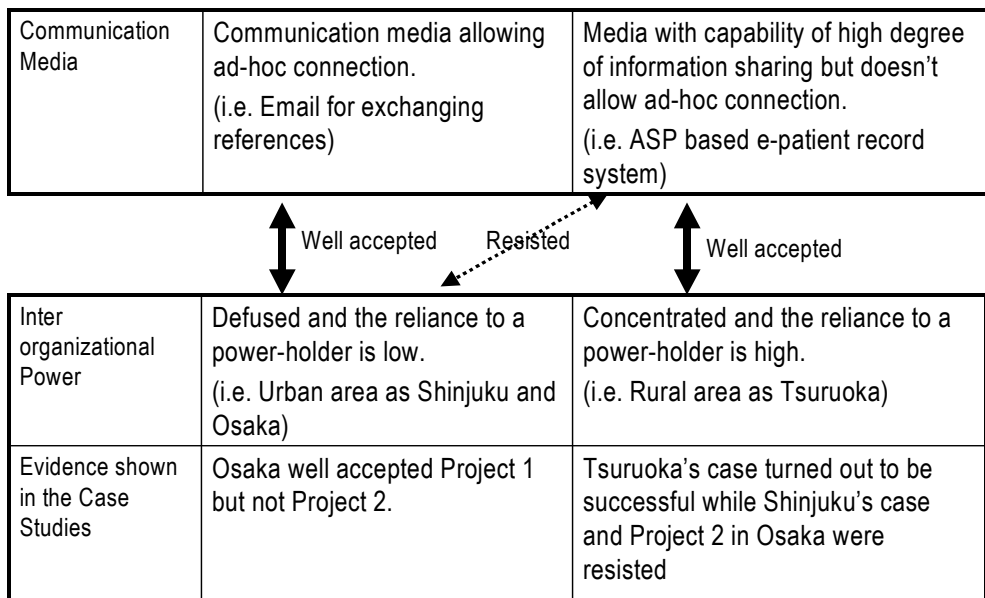 Communication
Media
Communication media allowing
ad-hoc connection.
(i.e. Email for exchanging
references)
Media with capability of high degree
of information sharing but doesn't
allow ad-hoc connection.
(i.e. ASP based e-patient record
system)
Well accepted
Resisted
Well accepted
Inter
organizational
Power
Defused and the reliance to a
power-holder is low.
(i.e. Urban area as Shinjuku and
Osaka)
Concentrated and the reliance to a
power-holder is high.
(i.e. Rural area as Tsuruoka)
Evidence shown
in the Case
Studies
Osaka well accepted Project 1
but not Project 2.
Tsuruoka's case turned out to be
successful while Shinjuku's case
and Project 2 in Osaka were
resisted